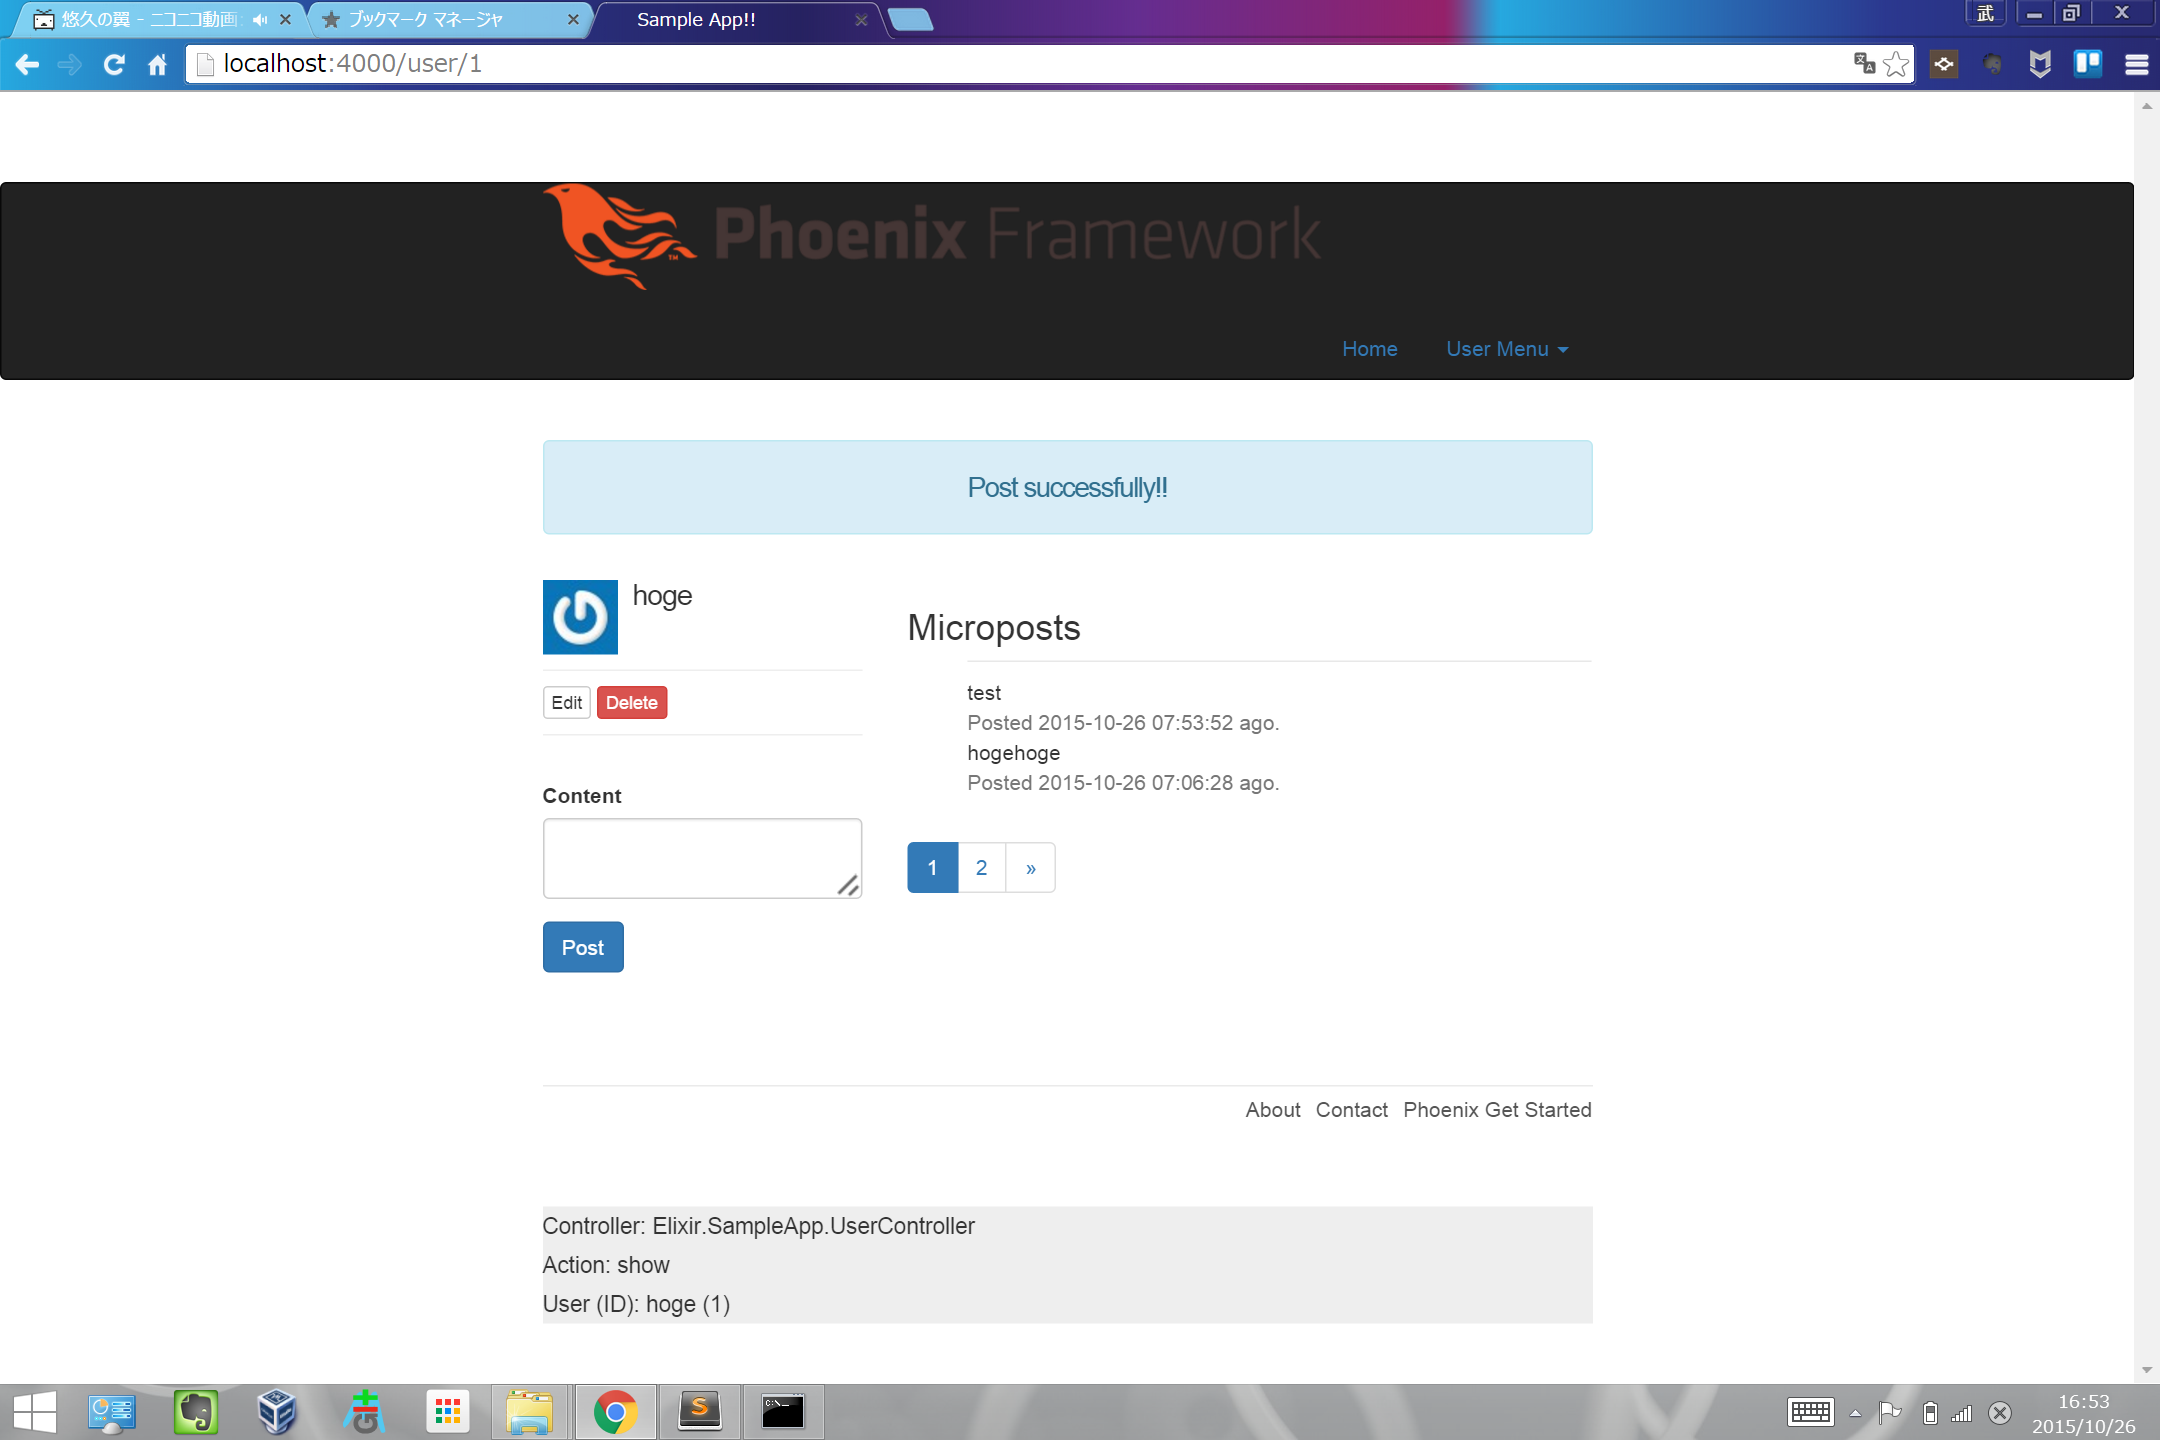 悠久の翼 - ニコニコ動画
ブックマーク マネージャ
Sample App!!
武
localhost:4000/user/1
Phoenix Framework
TM
Home
User Menu
Post successfully!!
hoge
Edit
Delete
Content
Post
Microposts
test
Posted 2015-10-26 07:53:52 ago.
hogehoge
Posted 2015-10-26 07:06:28 ago.
1
2
»
About
Contact
Phoenix Get Started
Controller: Elixir.SampleApp.UserController
Action: show
User (ID): hoge (1)
16:53
2015/10/26